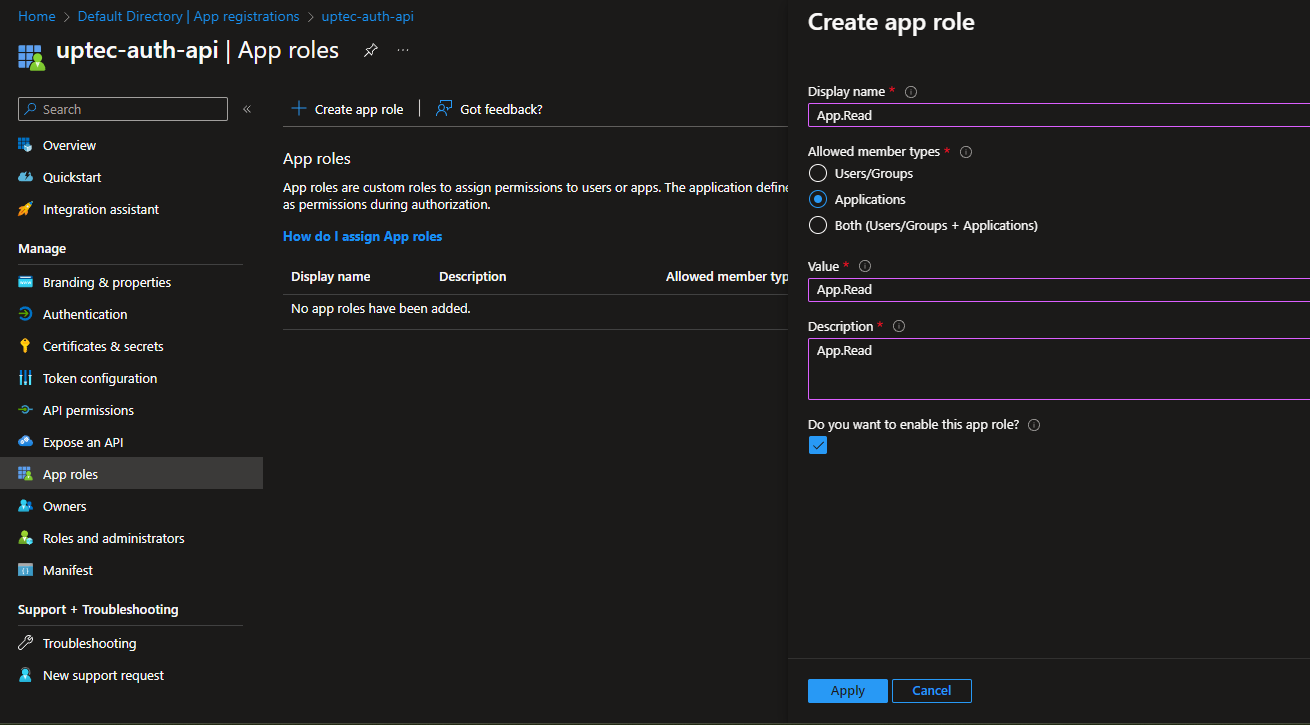 Home > Default Directory | App registrations > uptec-auth-api
uptec-auth-api | App roles
Search
Overview
Quickstart
Integration assistant
Manage
Branding & properties
Authentication
Certificates & secrets
Token configuration
API permissions
Expose an API
App roles
Owners
Roles and administrators
Manifest
Support + Troubleshooting
Troubleshooting
New support request
Create app role
Got feedback?
App roles
App roles are custom roles to assign permissions to users or apps. The application define
as permissions during authorization.
How do I assign App roles
Display name Description Allowed member typ
No app roles have been added.
Create app role
Display name *
App.Read
Allowed member types *
Users/Groups
Applications
Both (Users/Groups + Applications)
Value *
App.Read
Description *
App.Read
Do you want to enable this app role?
Apply Cancel